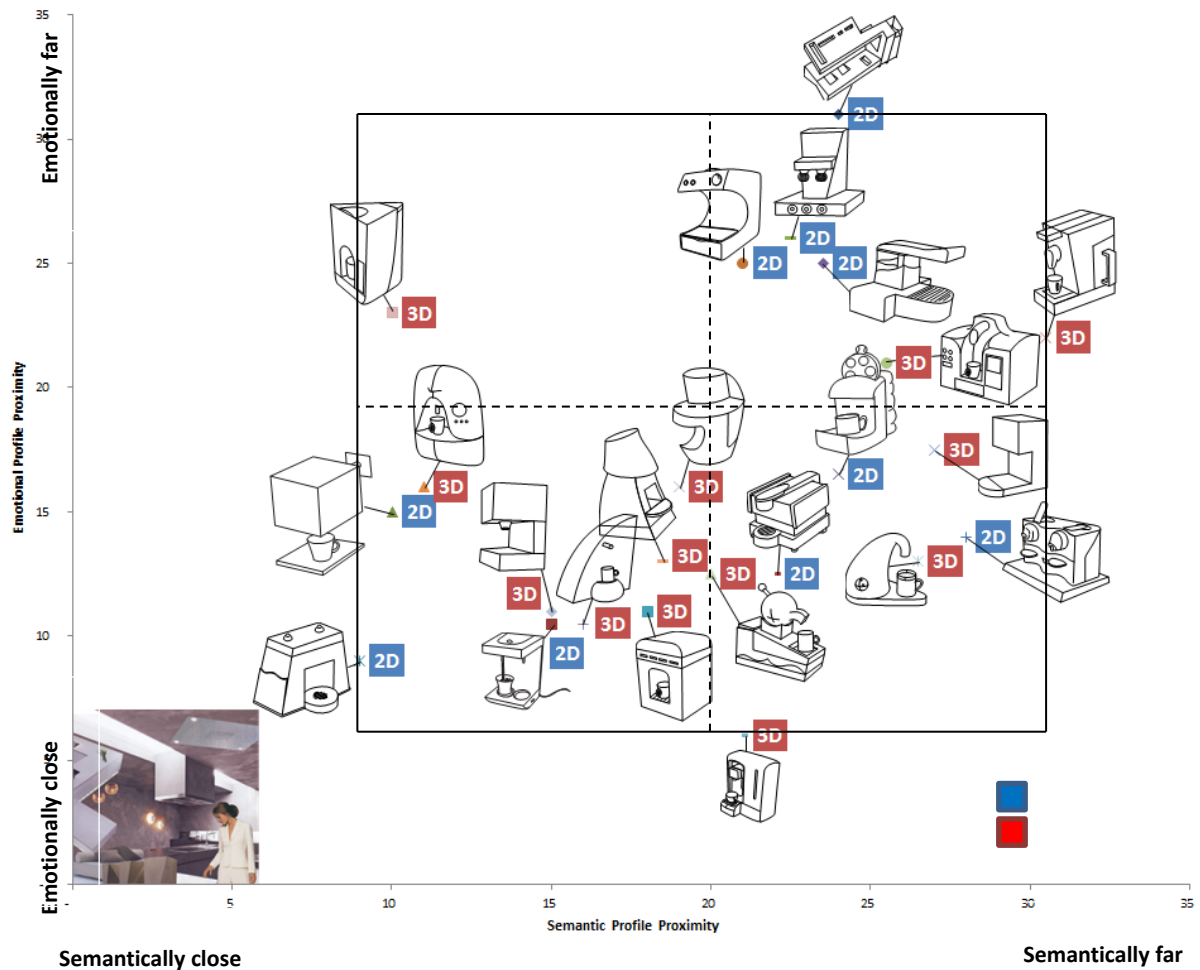 35
Emotionally far
2D
30
2D
25
2D
2D
3D
3D
3D
20
Emotional Profile Proximity
3D
3D
2D
3D
15
2D
2D
3D
3D
3D
2D
3D
3D
3D
10
2D
2D
3D
Emotionally close
5
-
5
10
15
20
25
30
35
Semantic Profile Proximity
Semantically close
Semantically far